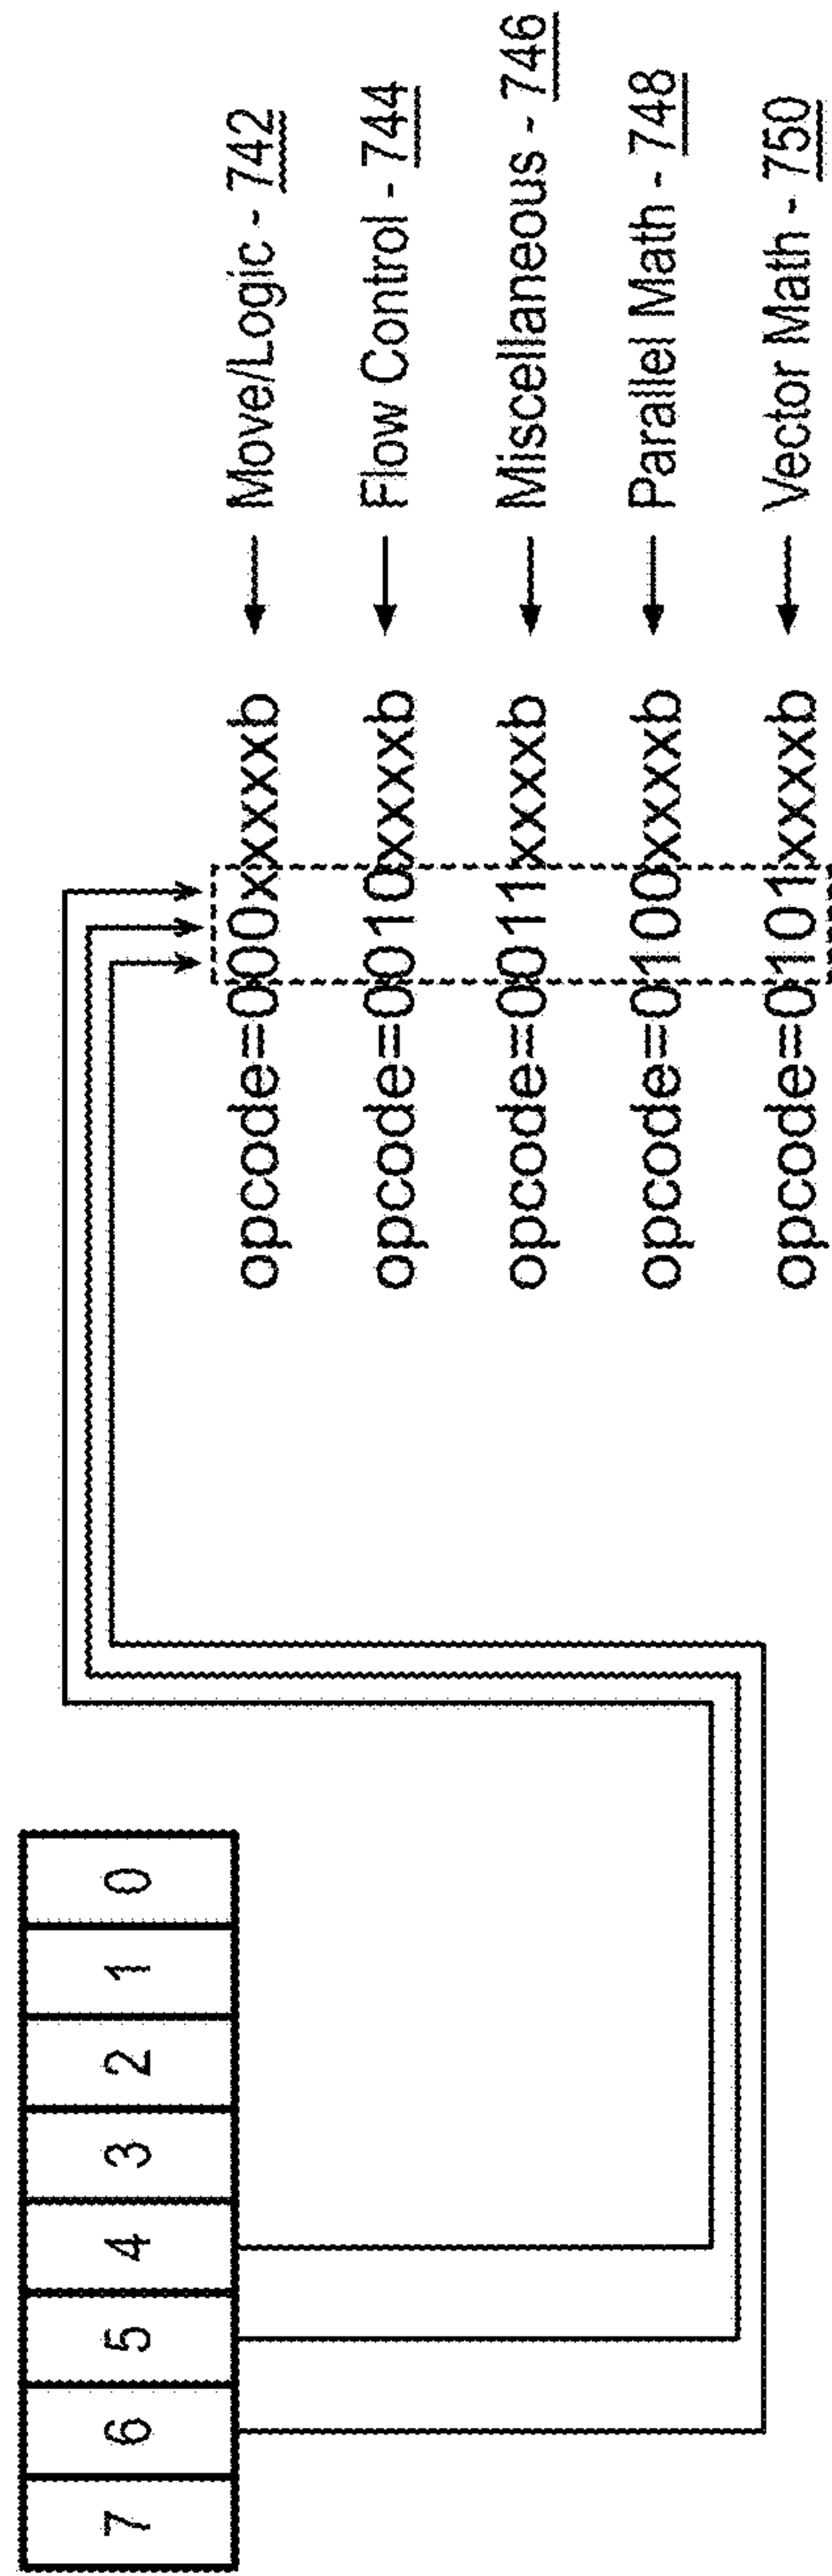 7 6 5 4 3 2 1 0
opcode=000xxxxxb ← Move/Logic - 742
opcode=0010xxxxb ← Flow Control - 744
opcode=0011xxxxb ← Miscellaneous - 746
opcode=0100xxxxb ← Parallel Math - 748
opcode=0101xxxxb ← Vector Math - 750